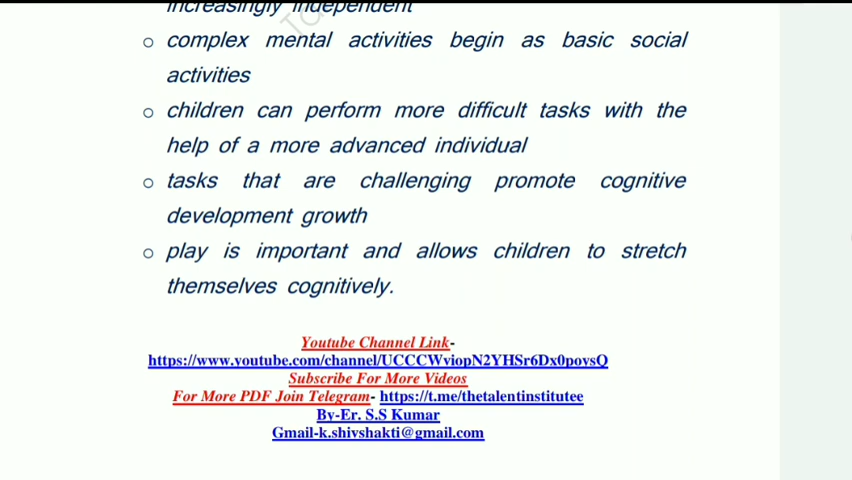 increasingly independent
o complex mental activities begin as basic social
activities
o children can perform more difficult tasks with the
help of a more advanced individual
o tasks that are challenging promote cognitive
development growth
o play is important and allows children to stretch
themselves cognitively.
Youtube Channel Link-
https://www.youtube.com/channel/UCCCWviopN2YHSr6Dx0povsQ
Subscribe For More Videos
For More PDF Join Telegram- https://t.me/thetalentinstitutee
By-Er. S.S Kumar
Gmail-k.shivshakti@gmail.com